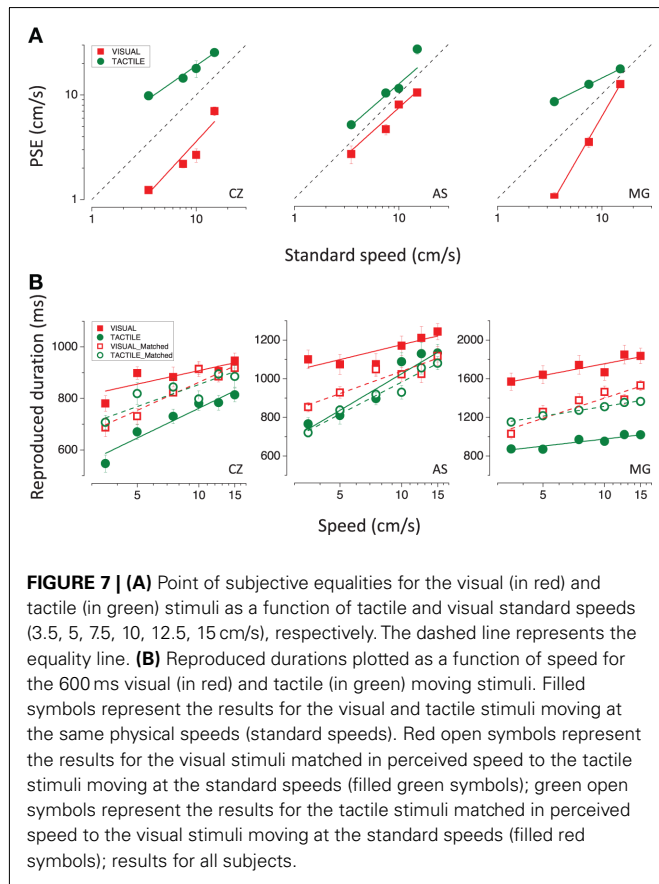 A
VISUAL
TACTILE
10
1
PSE (cm/s)
1
10
CZ
1
10
AS
1
10
MG
Standard speed (cm/s)
B
VISUAL
TACTILE
VISUAL_Matched
TACTILE_Matched
1000
800
600
Reproduced duration (ms)
5
10
15
CZ
1200
1000
800
600
5
10
15
AS
2000
1600
1200
800
5
10
15
MG
Speed (cm/s)
FIGURE 7 | (A) Point of subjective equalities for the visual (in red) and
tactile (in green) stimuli as a function of tactile and visual standard speeds
(3.5, 5, 7.5, 10, 12.5, 15 cm/s), respectively. The dashed line represents the
equality line. (B) Reproduced durations plotted as a function of speed for
the 600 ms visual (in red) and tactile (in green) moving stimuli. Filled
symbols represent the results for the visual and tactile stimuli moving at
the same physical speeds (standard speeds). Red open symbols represent
the results for the visual stimuli matched in perceived speed to the tactile
stimuli moving at the standard speeds (filled green symbols); green open
symbols represent the results for the tactile stimuli matched in perceived
speed to the visual stimuli moving at the standard speeds (filled red
symbols); results for all subjects.